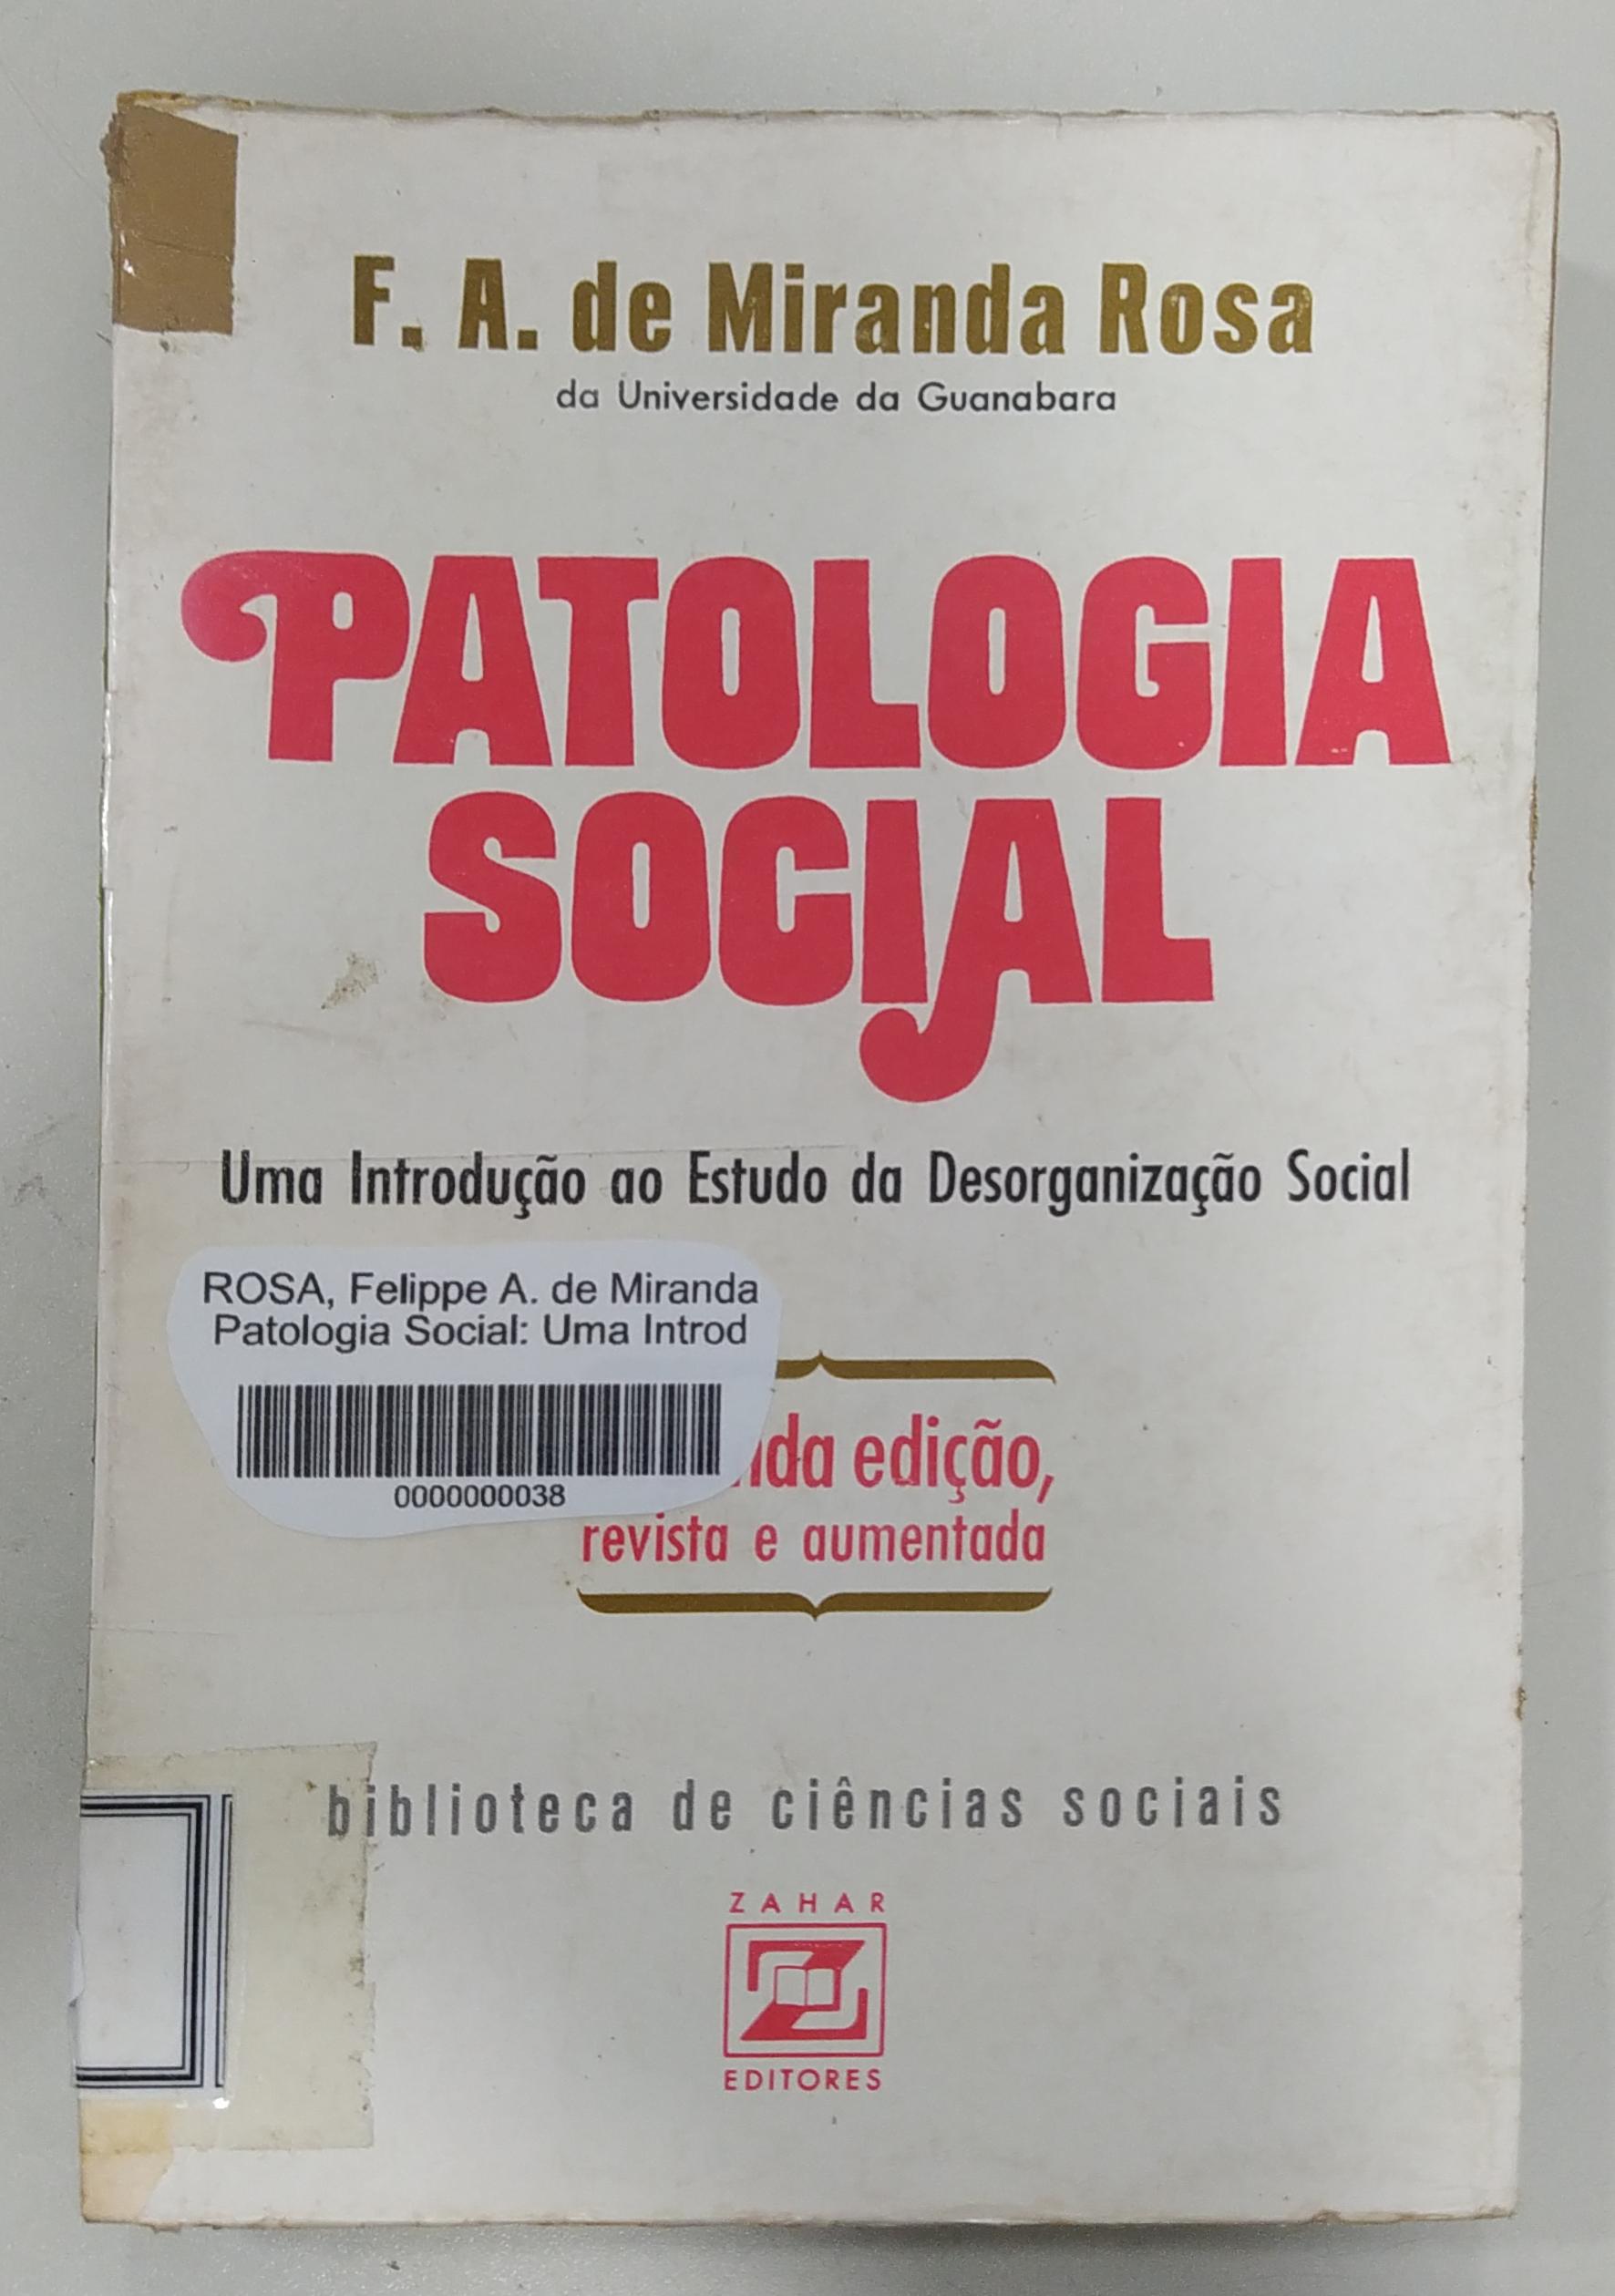 F. A. de Miranda Rosa
da Universidade da Guanabara
PATOLOGIA
SOCIAL
Uma Introdução ao Estudo da Desorganização Social
ROSA, Felippe A. de Miranda
Patologia Social: Uma Introd
0000000038
edição,
revista e aumentada
biblioteca de ciências sociais
ZAHAR
EDITORES